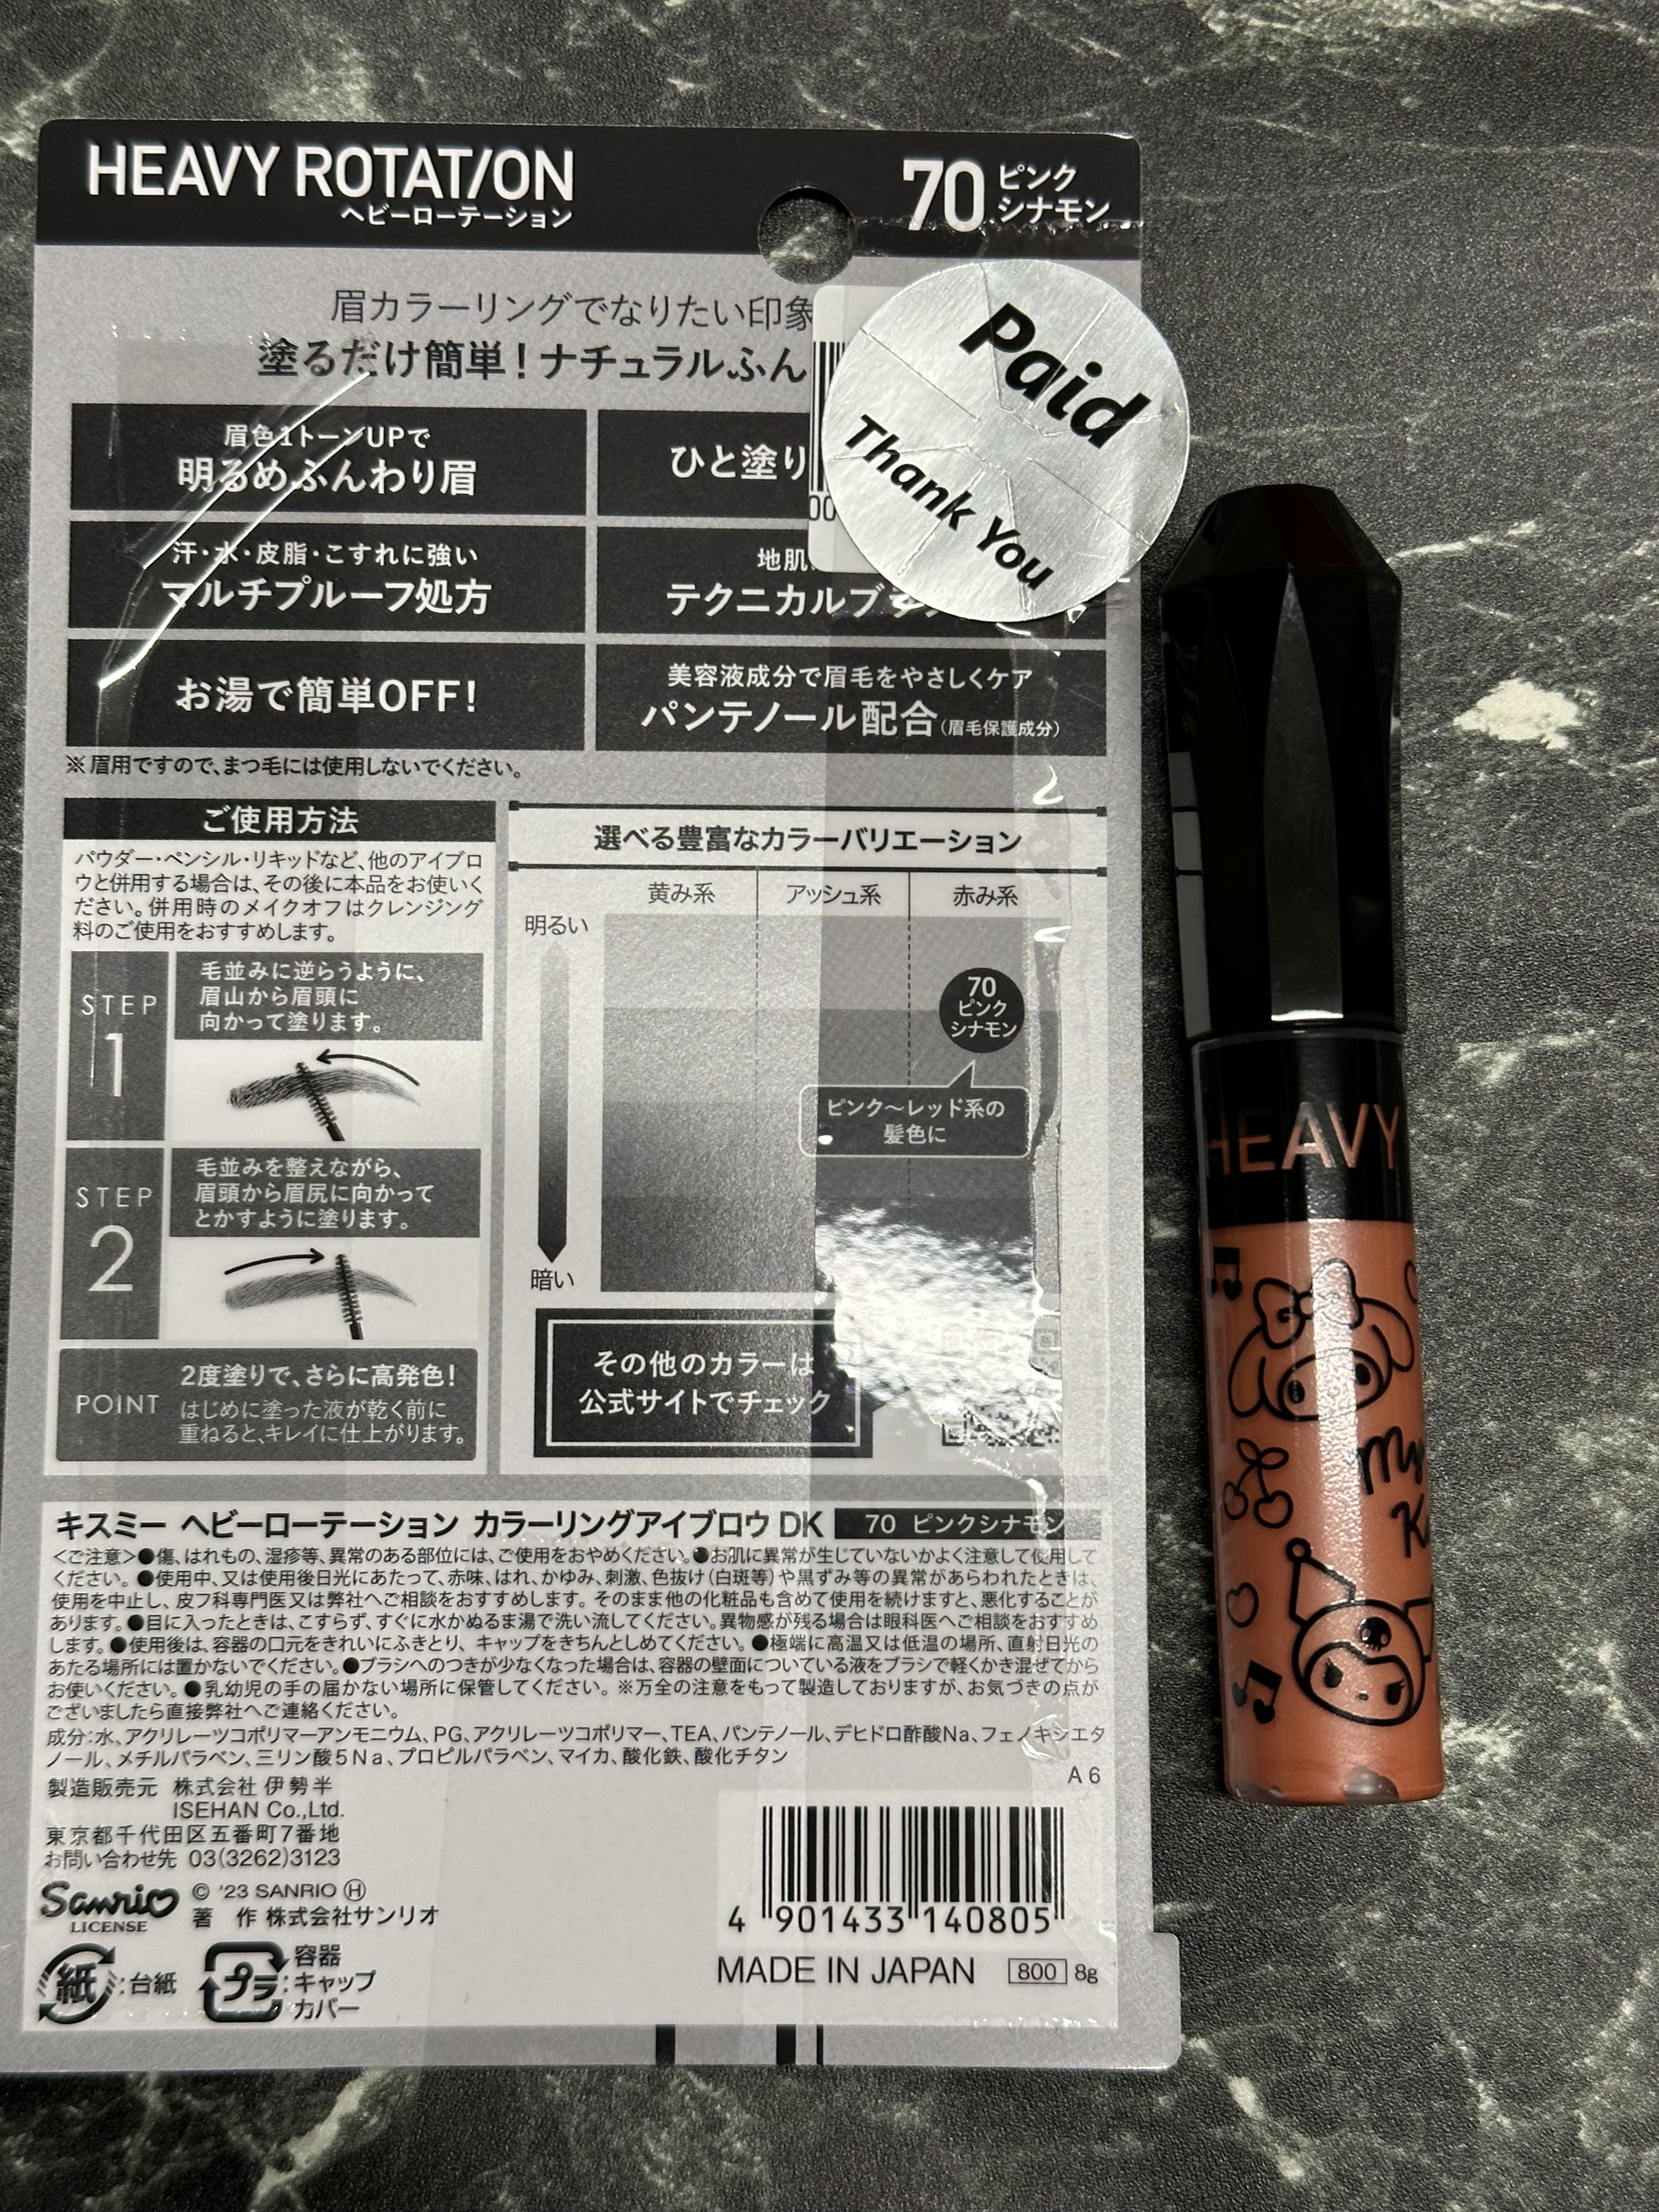 HEAVY ROTAT/ON
ヘビーローテーション
70 ピンク
シナモン
眉カラーリングでなりたい印象
塗るだけ簡単!ナチュラルふん
Paid
Thank You
眉色1トーンUPで
明るめふんわり眉
ひと塗り
汗・水・皮脂・こすれに強い
マルチプルーフ処方
地肌
テクニカルブ
お湯で簡単OFF!
美容液成分で眉毛をやさしくケア
パンテノール配合(眉毛保護成分)
※眉用ですので、まつ毛には使用しないでください。
ご使用方法
パウダー・ペンシル・リキッドなど、他のアイブロ
ウと併用する場合は、その後に本品をお使いく
ださい。併用時のメイクオフはクレンジング
料のご使用をおすすめします。
STEP
1
毛並みに逆らうように、
眉山から眉頭に
向かって塗ります。
STEP
2
毛並みを整えながら、
眉頭から眉尻に向かって
とかすように塗ります。
POINT
2度塗りで、さらに高発色!
はじめに塗った液が乾く前に
重ねると、キレイに仕上がります。
選べる豊富なカラーバリエーション
黄み系 アッシュ系 赤み系
明るい
70
ピンク
シナモン
ピンク～レッド系の
髪色に
暗い
その他のカラーは
公式サイトでチェック
キスミー ヘビーローテーション カラーリングアイブロウ DK 70 ピンクシナモン
<ご注意>●傷、はれもの、湿疹等、異常のある部位には、ご使用をおやめください。●お肌に異常が生じていないかよく注意して使用して
ください。●使用中、又は使用後日光にあたって、赤味、はれ、かゆみ、刺激、色抜け(白斑等)や黒ずみ等の異常があらわれたときは、
使用を中止し、皮フ科専門医又は弊社へご相談をおすすめします。そのまま他の化粧品も含めて使用を続けますと、悪化することが
あります。●目に入ったときは、こすらず、すぐに水かぬるま湯で洗い流してください。異物感が残る場合は眼科医へご相談をおすすめ
します。●使用後は、容器の口元をきれいにふきとり、キャップをきちんとしめてください。●極端に高温又は低温の場所、直射日光の
あたる場所には置かないでください。●ブラシへのつきが少なくなった場合は、容器の壁面についている液をブラシで軽くかき混ぜてから
お使いください。●乳幼児の手の届かない場所に保管してください。※万全の注意をもって製造しておりますが、お気づきの点が
ございましたら直接弊社へご連絡ください。
成分:水、アクリレーツコポリマーアンモニウム、PG、アクリレーツコポリマー、TEA、パンテノール、デヒドロ酢酸Na、フェノキシエタ
ノール、メチルパラベン、三リン酸5Na、プロピルパラベン、マイカ、酸化鉄、酸化チタン
A 6
製造販売元 株式会社 伊勢半
ISEHAN Co.,Ltd.
東京都千代田区五番町7番地
お問い合わせ先 03(3262)3123
Sanrio
LICENSE
© '23 SANRIO Ⓗ
著 作 株式会社サンリオ
紙:台紙
プラ:容器
キャップ
カバー
4 901433 140805
MADE IN JAPAN 800 8g
HEAVY
My
K